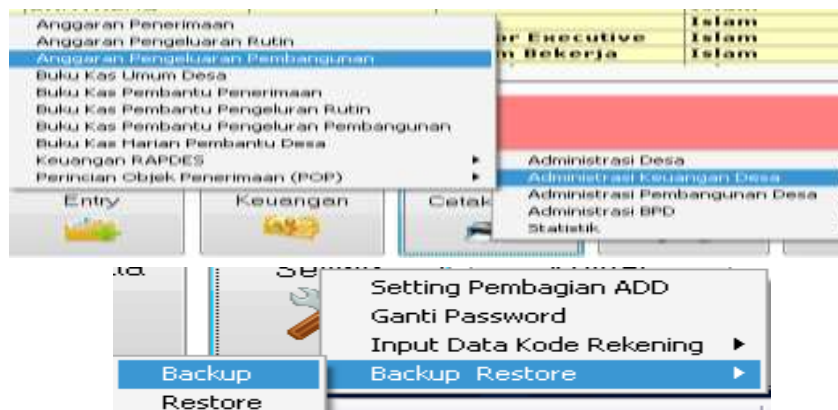 Islam
Anggaran Penerimaan
Anggaran Pengeluaran Rutin
or Executive Islam
Anggaran Pengeluaran Pembangunan
m Bekerja Islam
Buku Kas Umum Desa
Buku Kas Pembantu Penerimaan
Buku Kas Pembantu Pengeluran Rutin
Buku Kas Pembantu Pengeluran Pembangunan
Buku Kas Harian Pembantu Desa
Keuangan RAPDES
Perincian Objek Penerimaan (POP)
Administrasi Desa
Administrasi Keuangan Desa
Administrasi Pembangunan Desa
Administrasi BPD
Statistik
Entry Keuangan Cetak
Setting Pembagian ADD
Ganti Password
Input Data Kode Rekening
Backup Restore
Backup
Restore